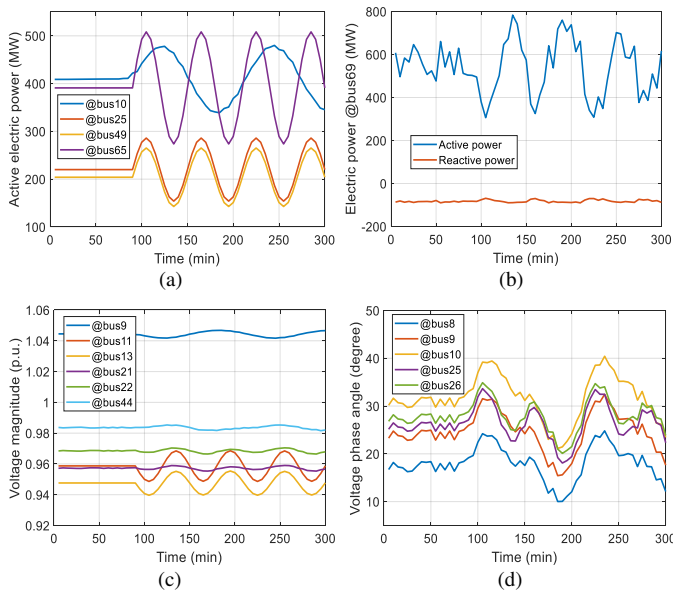 Active electric power (MW)
500
400
300
200
100
@bus10
@bus25
@bus49
@bus65
0 50 100 150 200 250 300
Time (min)
(a)
Electric power @bus69 (MW)
800
600
400
200
0
-200
Active power
Reactive power
0 50 100 150 200 250 300
Time (min)
(b)
Voltage magnitude (p.u.)
1.06
1.04
1.02
1
0.98
0.96
0.94
0.92
@bus9
@bus11
@bus13
@bus21
@bus22
@bus44
0 50 100 150 200 250 300
Time (min)
(c)
Voltage phase angle (degree)
50
40
30
20
10
@bus8
@bus9
@bus10
@bus25
@bus26
0 50 100 150 200 250 300
Time (min)
(d)